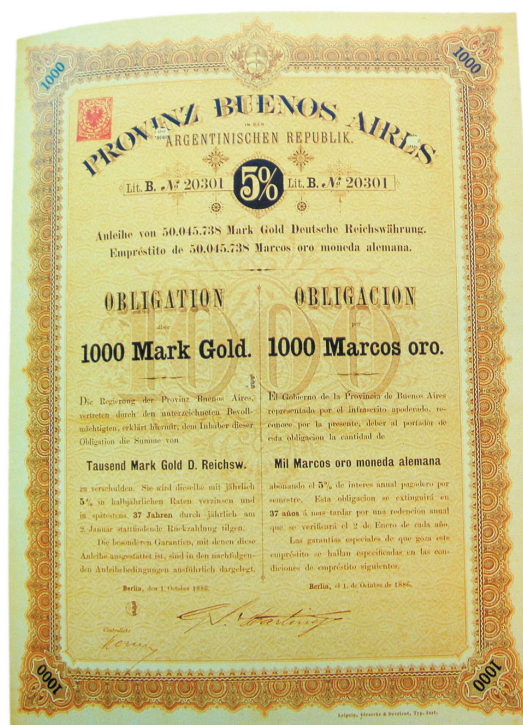 1000
1000
PROVINZ BUENOS AIRES
IN DER
ARGENTINISCHEN REPUBLIK.
Lit. B. No 20301
5%
Lit. B. No 20301
Anleihe von 50.045.738 Mark Gold Deutsche Reichswährung.
Empréstito de 50.045.738 Marcos oro moneda alemana.
OBLIGATION
über
1000 Mark Gold.
Die Regierung der Provinz Buenos Aires,
vertreten durch den unterzeichneten Bevoll-
mächtigten, erklärt hiermit, dem Inhaber dieser
Obligation die Summe von
Tausend Mark Gold D. Reichsw.
zu verschulden. Sie wird dieselbe mit jährlich
5% in halbjährlichen Raten verzinsen und
in spätestens 37 Jahren durch jährlich am
2. Januar stattfindende Rückzahlung tilgen.
Die besonderen Garantien, mit denen diese
Anleihe ausgestattet ist, sind in den nachfolgen-
den Anleihebedingungen ausführlich dargelegt.
Berlin, den 1. October 1886.
OBLIGACION
por
1000 Marcos oro.
El Gobierno de la Provincia de Buenos Aires
representado por el infrascrito apoderado, re-
conoce por la presente, deber al portador de
esta obligacion la cantidad de
Mil Marcos oro moneda alemana
abonando el 5% de interes anual pagadero por
semestre. Esta obligacion se extinguirá en
37 años á mas tardar por una redencion anual
que se verificará el 2 de Enero de cada año.
Las garantias especiales de que goza este
empréstito se hallan especificadas en las con-
diciones de empréstito siguientes.
Berlin, el 1. de Octubre de 1886.
1000
1000
1000